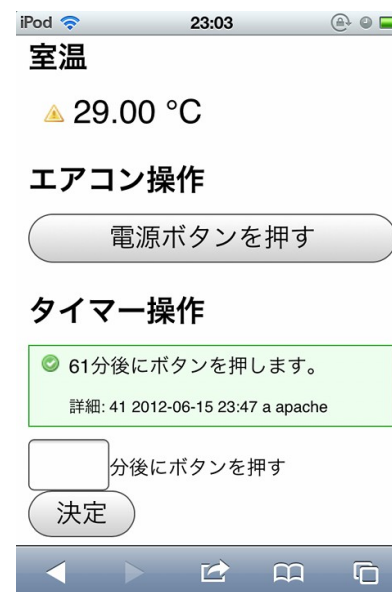 iPod 23:03
室温
29.00 °C
エアコン操作
電源ボタンを押す
タイマー操作
61分後にボタンを押します。
詳細: 41 2012-06-15 23:47 a apache
分後にボタンを押す
決定